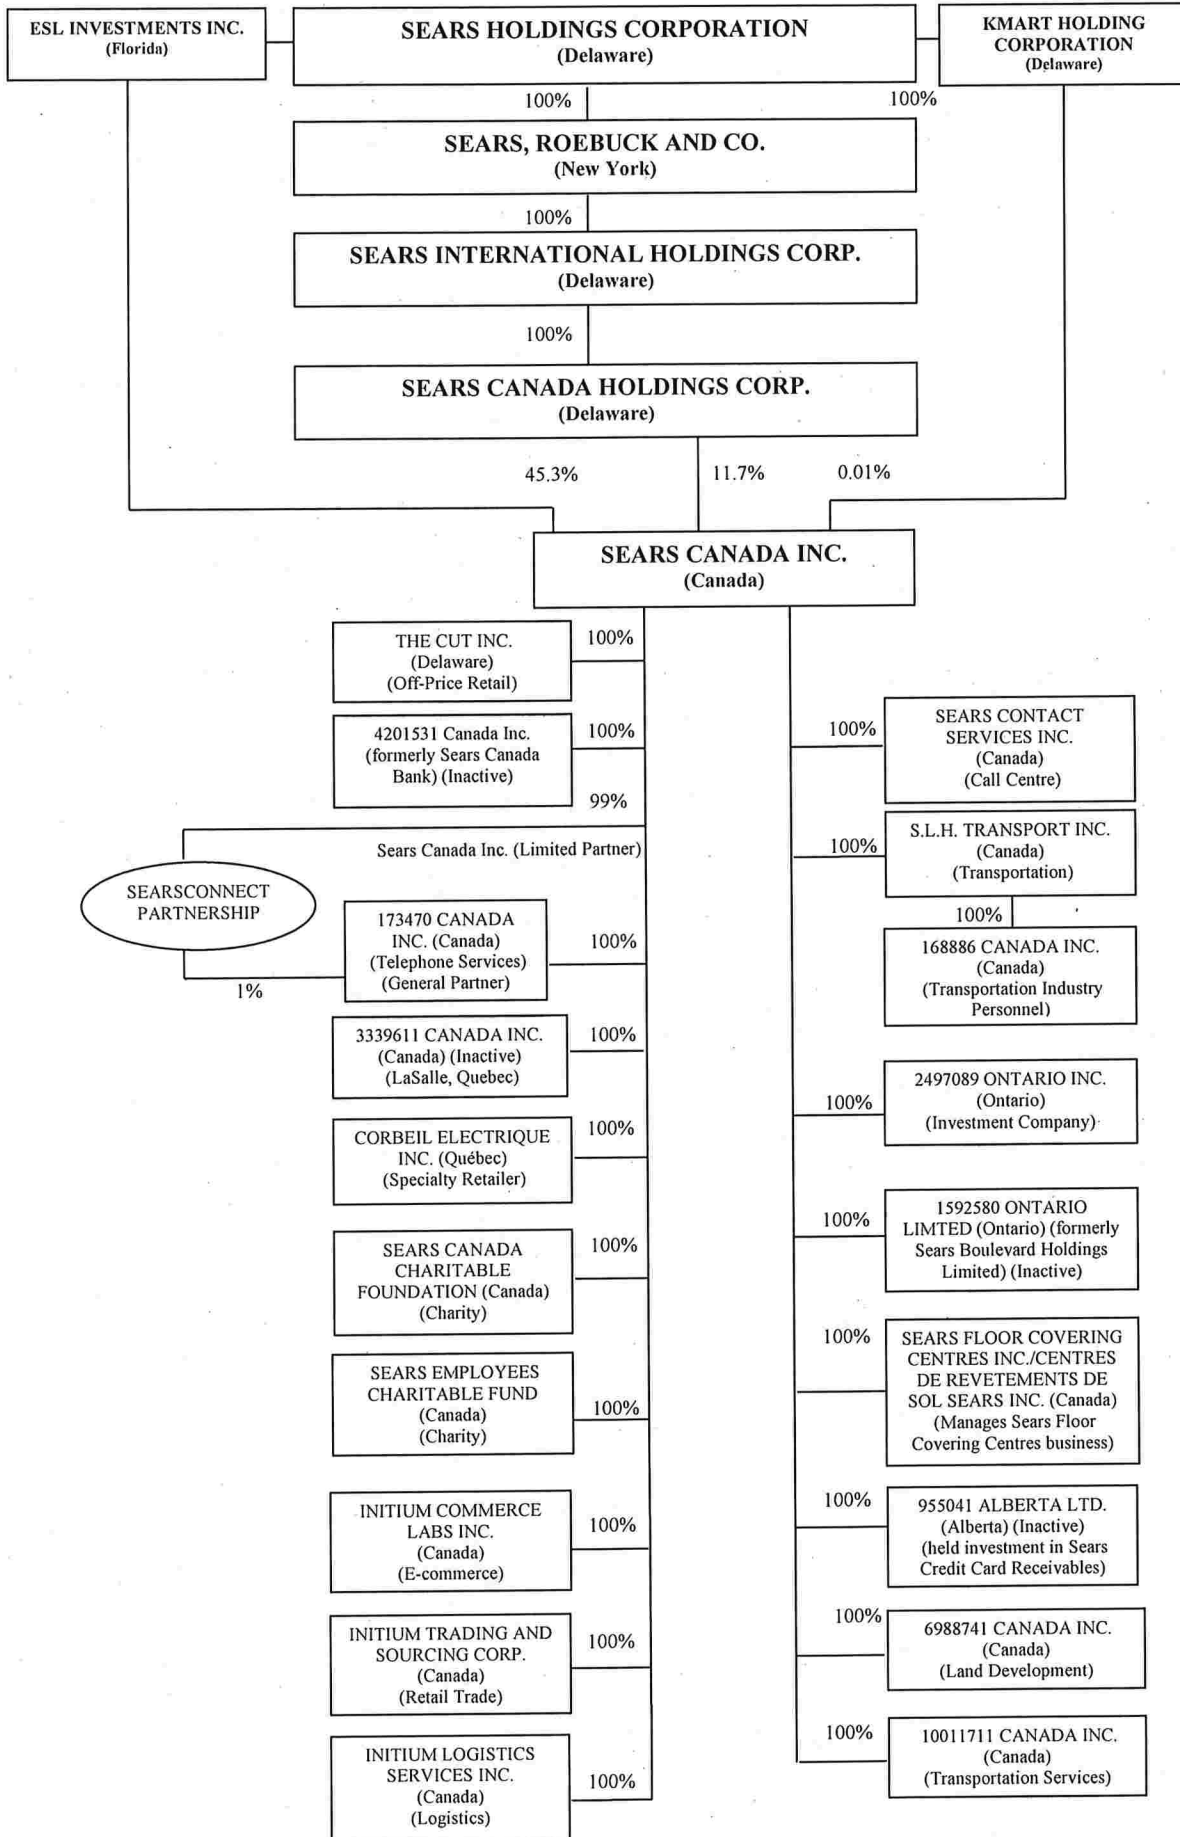 ESL INVESTMENTS INC.
(Florida)
SEARS HOLDINGS CORPORATION
(Delaware)
KMART HOLDING
CORPORATION
(Delaware)
100%
100%
SEARS, ROEBUCK AND CO.
(New York)
100%
SEARS INTERNATIONAL HOLDINGS CORP.
(Delaware)
100%
SEARS CANADA HOLDINGS CORP.
(Delaware)
45.3%
11.7%
0.01%
SEARS CANADA INC.
(Canada)
THE CUT INC.
(Delaware)
(Off-Price Retail)
100%
4201531 Canada Inc.
(formerly Sears Canada
Bank) (Inactive)
100%
99%
Sears Canada Inc. (Limited Partner)
SEARSCONNECT
PARTNERSHIP
1%
173470 CANADA
INC. (Canada)
(Telephone Services)
(General Partner)
100%
3339611 CANADA INC.
(Canada) (Inactive)
(LaSalle, Quebec)
100%
CORBEIL ELECTRIQUE
INC. (Québec)
(Specialty Retailer)
100%
SEARS CANADA
CHARITABLE
FOUNDATION (Canada)
(Charity)
100%
SEARS EMPLOYEES
CHARITABLE FUND
(Canada)
(Charity)
100%
INITIUM COMMERCE
LABS INC.
(Canada)
(E-commerce)
100%
INITIUM TRADING AND
SOURCING CORP.
(Canada)
(Retail Trade)
100%
INITIUM LOGISTICS
SERVICES INC.
(Canada)
(Logistics)
100%
100%
SEARS CONTACT
SERVICES INC.
(Canada)
(Call Centre)
100%
S.L.H. TRANSPORT INC.
(Canada)
(Transportation)
100%
168886 CANADA INC.
(Canada)
(Transportation Industry
Personnel)
100%
2497089 ONTARIO INC.
(Ontario)
(Investment Company)
100%
1592580 ONTARIO
LIMTED (Ontario) (formerly
Sears Boulevard Holdings
Limited) (Inactive)
100%
SEARS FLOOR COVERING
CENTRES INC./CENTRES
DE REVETEMENTS DE
SOL SEARS INC. (Canada)
(Manages Sears Floor
Covering Centres business)
100%
955041 ALBERTA LTD.
(Alberta) (Inactive)
(held investment in Sears
Credit Card Receivables)
100%
6988741 CANADA INC.
(Canada)
(Land Development)
100%
10011711 CANADA INC.
(Canada)
(Transportation Services)